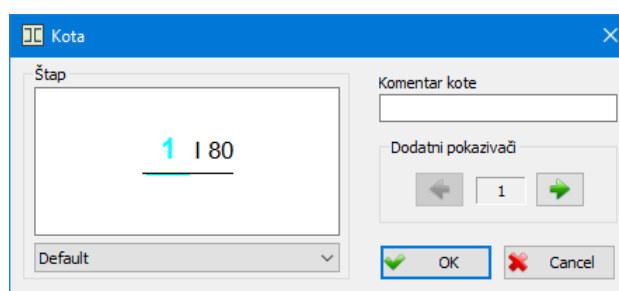 Kota
Štap
1 I 80
Default
Komentar kote
Dodatni pokazivači
1
OK
Cancel